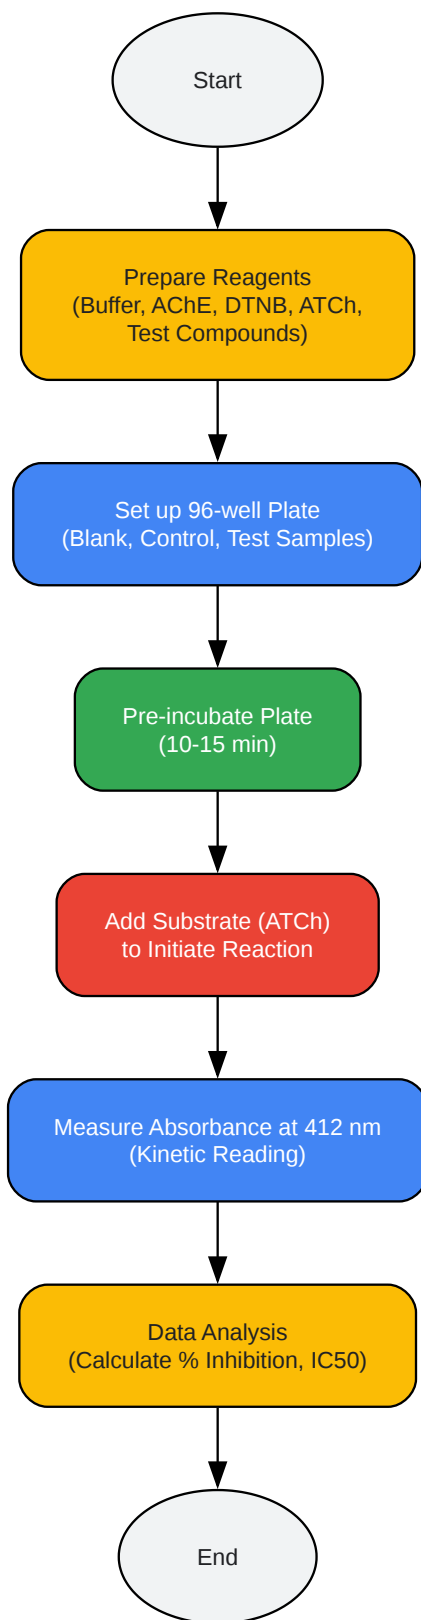 Start
Prepare Reagents
(Buffer, AChE, DTNB, ATCh,
Test Compounds)
Set up 96-well Plate
(Blank, Control, Test Samples)
Pre-incubate Plate
(10-15 min)
Add Substrate (ATCh)
to Initiate Reaction
Measure Absorbance at 412 nm
(Kinetic Reading)
Data Analysis
(Calculate % Inhibition, IC50)
End